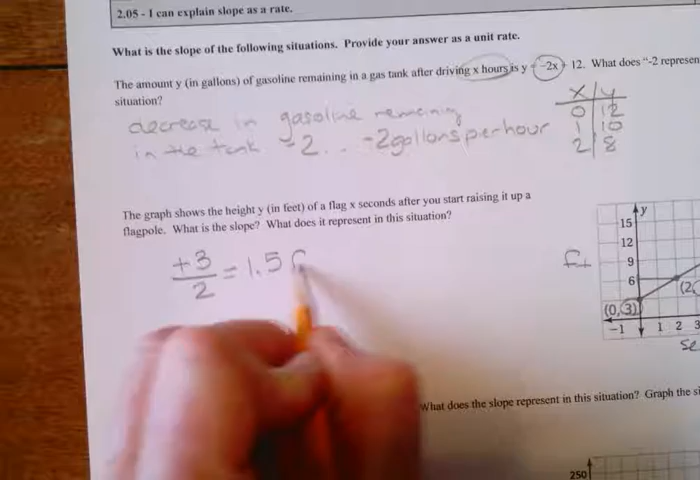 2.05 - I can explain slope as a rate.
What is the slope of the following situations. Provide your answer as a unit rate.
The amount y (in gallons) of gasoline remaining in a gas tank after driving x hours is y = -2x + 12. What does "-2 represen
situation?
decrease in gasoline remaining
in the tank -2... -2 gallons per hour
x y
0 12
1 10
2 8
The graph shows the height y (in feet) of a flag x seconds after you start raising it up a
flagpole. What is the slope? What does it represent in this situation?
+3
2
= 1.5 f
ft
y
15
12
9
6
(2,
(0,3)
-1 1 2 3
se
What does the slope represent in this situation? Graph the si
250